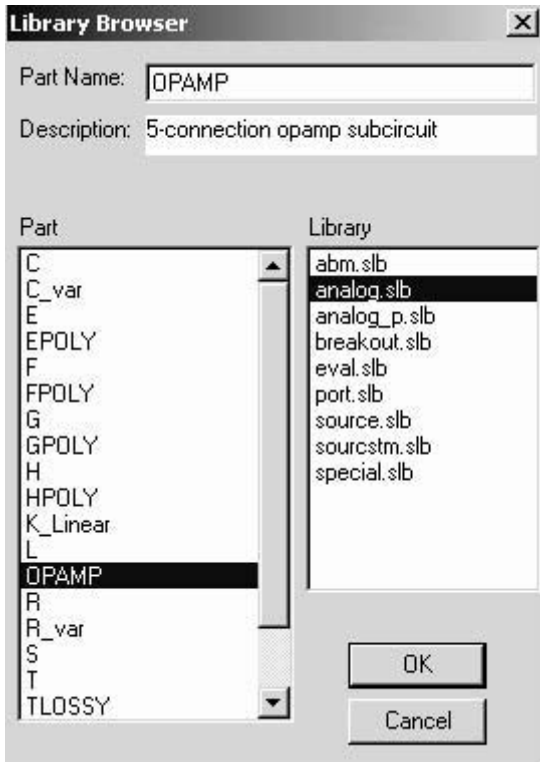 Library Browser
Part Name: OPAMP
Description: 5-connection opamp subcircuit
Part
C
C_var
E
EPOLY
F
FPOLY
G
GPOLY
H
HPOLY
K_Linear
L
OPAMP
R
R_var
S
T
TLOSSY
Library
abm.slb
analog.slb
analog_p.slb
breakout.slb
eval.slb
port.slb
source.slb
sourcstm.slb
special.slb
OK
Cancel